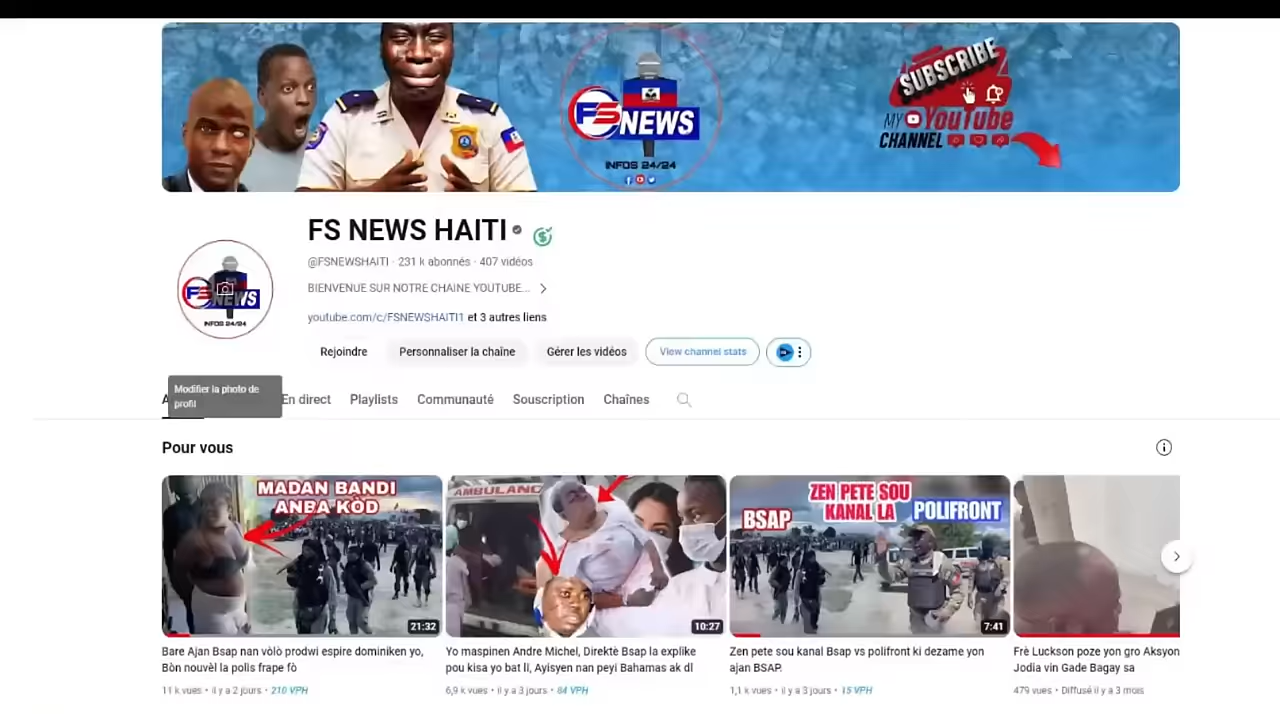 SUBSCRIBE
MY YouTube
CHANNEL
FS NEWS
INFOS 24/24
FS NEWS HAITI
@FSNEWSHAITI · 231 k abonnés · 407 vidéos
BIENVENUE SUR NOTRE CHAINE YOUTUBE...
youtube.com/c/FSNEWSHAITI1 et 3 autres liens
FS NEWS
INFOS 24/24
Rejoindre
Personnaliser la chaîne
Gérer les vidéos
View channel stats
Modifier la photo de
profil
En direct
Playlists
Communauté
Souscription
Chaînes
Pour vous
MADAN BANDI
ANBA KÒD
21:32
AMBULANC
10:27
ZEN PETE SOU
KANAL LA
BSAP
POLIFRONT
7:41
Bare Ajan Bsap nan vòlò prodwi espire dominiken yo,
Bòn nouvèl la polis frape fò
11 k vues • il y a 2 jours • 210 VPH
Yo maspinen Andre Michel, Direktè Bsap la eksplike
pou kisa yo bat li, Ayisyen nan peyi Bahamas ak dl
6,9 k vues • il y a 3 jours • 84 VPH
Zen pete sou kanal Bsap vs polifront ki dezame yon
ajan BSAP.
1,1 k vues • il y a 3 jours • 15 VPH
Frè Luckson poze yon gro Aksyon
Jodia vin Gade Bagay sa
479 vues • Diffusé il y a 3 mois